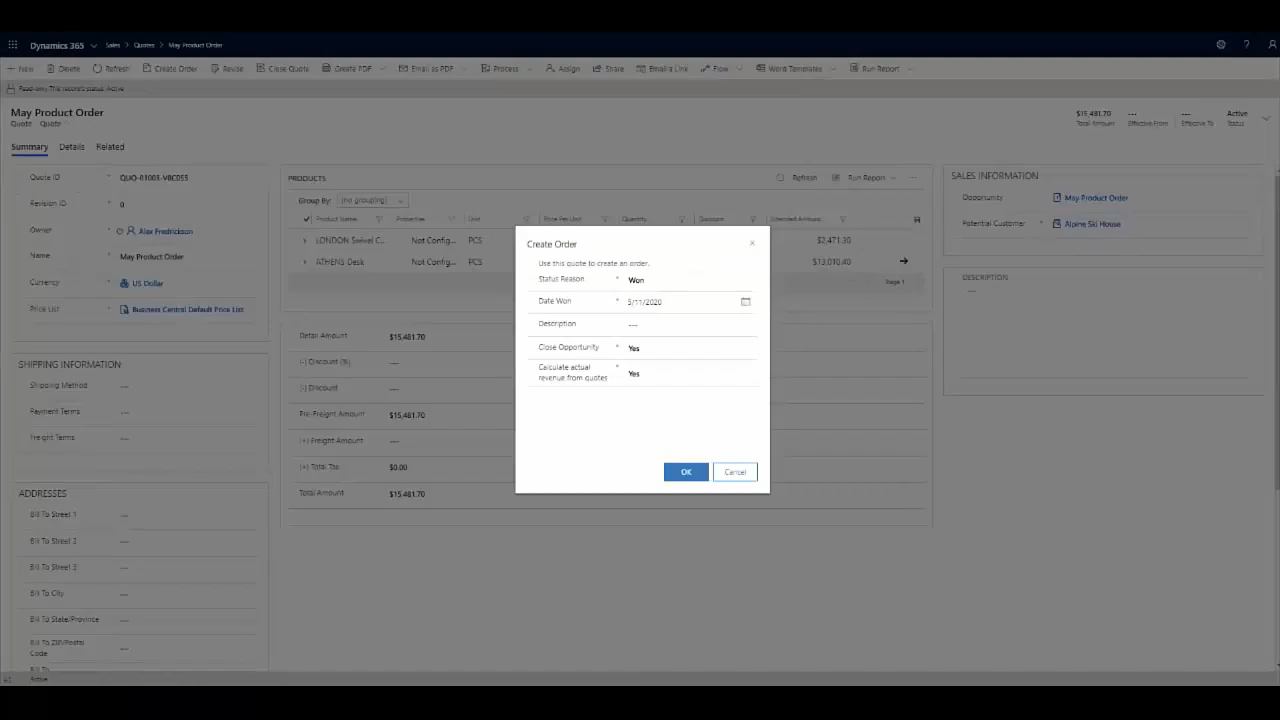 Dynamics 365 Sales > Quotes > May Product Order ?
New Delete Refresh Create Order Revise Close Quote Create PDF Email as PDF Process Assign Share Email a Link Flow Word Templates Run Report
Read-only This record's status: Active
May Product Order
Quote Quote
$15,481.70 --- --- Active
Total Amount Effective From Effective To Status
Summary Details Related
Quote ID * QUO-01003-V8C0S5
Revision ID * 0
Owner * Alex Fredrickson
Name * May Product Order
Currency * US Dollar
Price List * Business Central Default Price List
SHIPPING INFORMATION
Shipping Method ---
Payment Terms ---
Freight Terms ---
ADDRESSES
Bill To Street 1 ---
Bill To Street 2 ---
Bill To Street 3 ---
Bill To City ---
Bill To State/Province ---
Bill To ZIP/Postal
Code ---
Bill To
Active
PRODUCTS Refresh Run Report ...
Group By: (no grouping)
Product Name Properties Unit Price Per Unit Quantity Discount Extended Amount
LONDON Swivel C... Not Config... PCS $2,471.30
ATHENS Desk Not Config... PCS $13,010.40
Page 1
Detail Amount $15,481.70
(-) Discount (%) ---
(-) Discount ---
Pre-Freight Amount $15,481.70
(+) Freight Amount ---
(+) Total Tax $0.00
Total Amount $15,481.70
Create Order
Use this quote to create an order.
Status Reason * Won
Date Won * 5/11/2020
Description ---
Close Opportunity * Yes
Calculate actual
revenue from quotes * Yes
OK Cancel
SALES INFORMATION
Opportunity May Product Order
Potential Customer * Alpine Ski House
DESCRIPTION
---